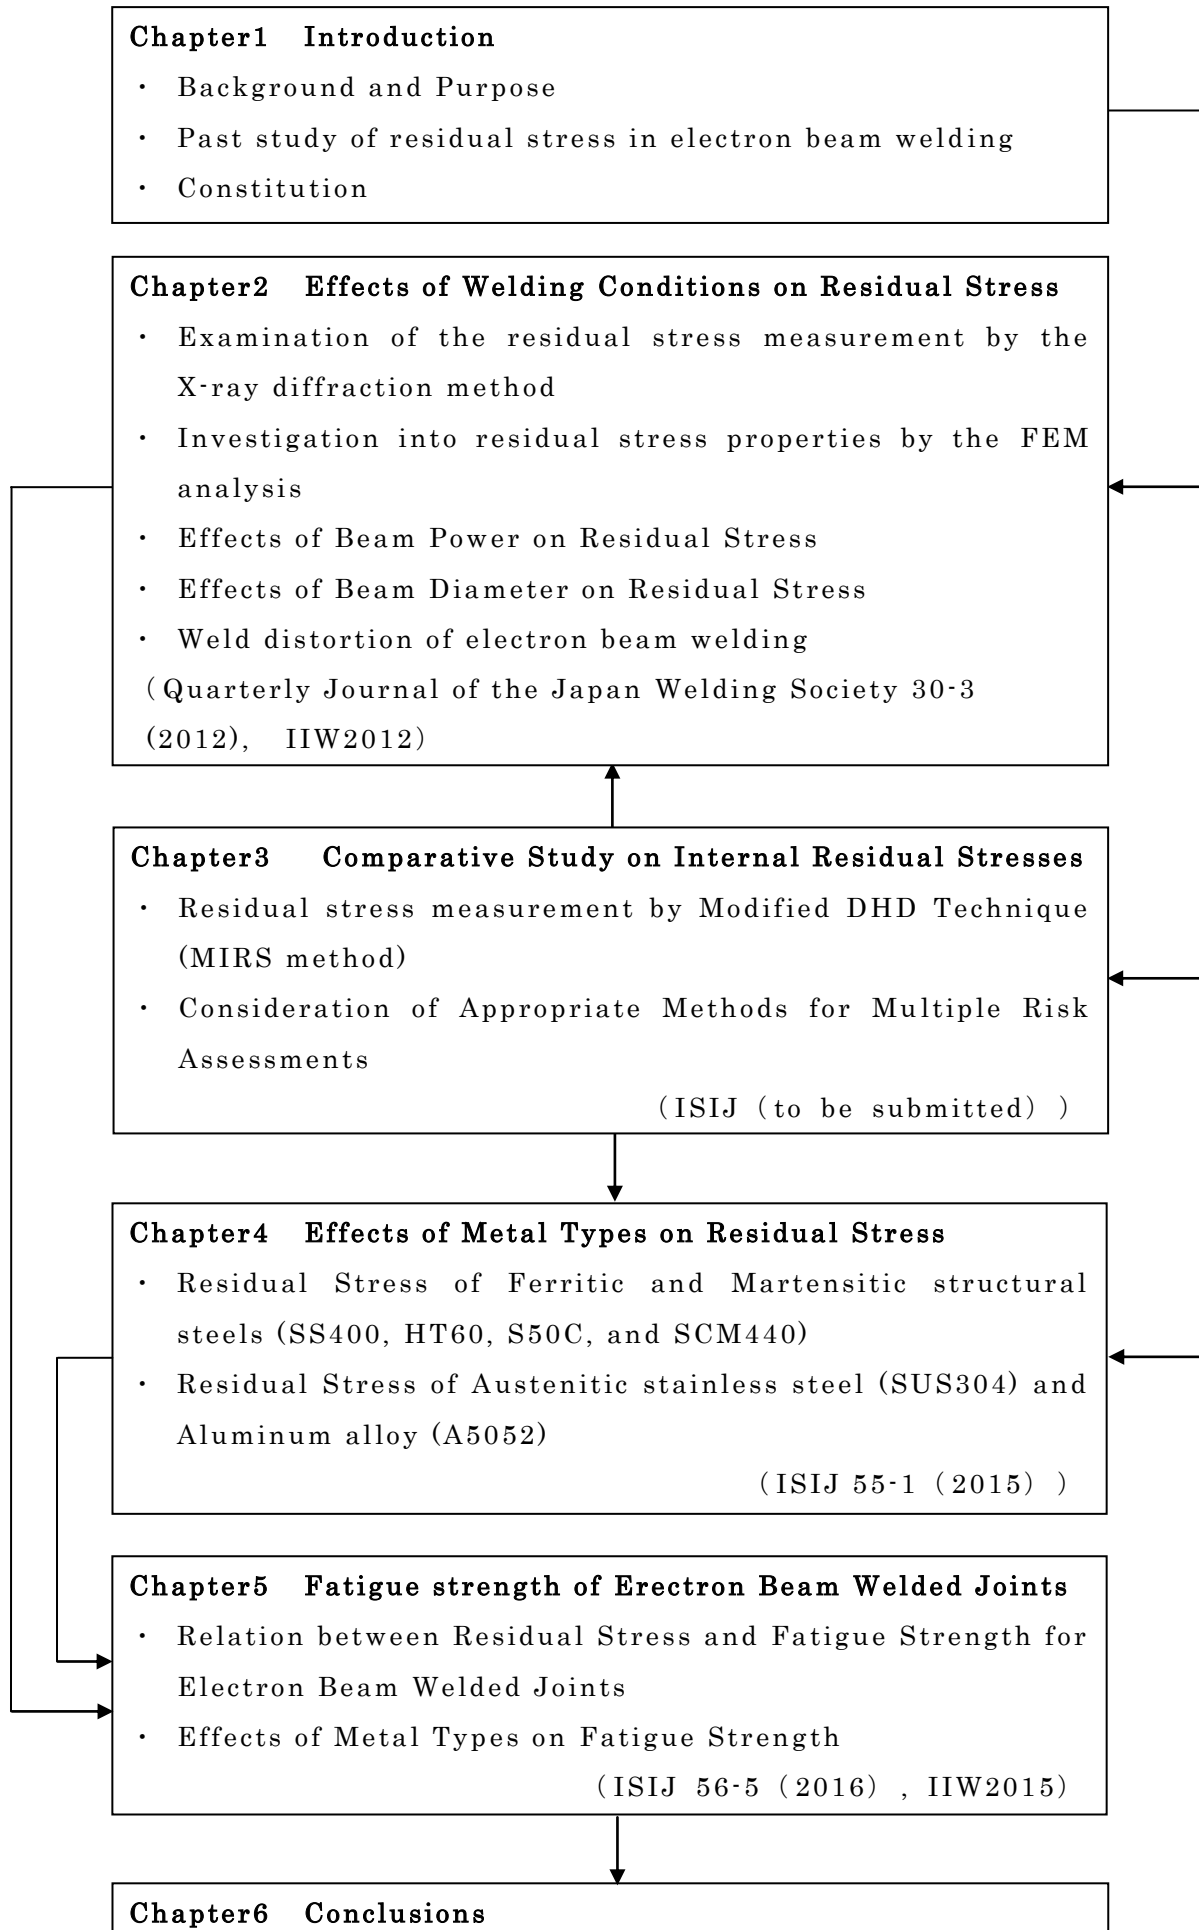 Chapter1 Introduction
・ Background and Purpose
・ Past study of residual stress in electron beam welding
・ Constitution
Chapter2 Effects of Welding Conditions on Residual Stress
・ Examination of the residual stress measurement by the
X-ray diffraction method
・ Investigation into residual stress properties by the FEM
analysis
・ Effects of Beam Power on Residual Stress
・ Effects of Beam Diameter on Residual Stress
・ Weld distortion of electron beam welding
（Quarterly Journal of the Japan Welding Society 30-3
(2012), IIW2012）
Chapter3 Comparative Study on Internal Residual Stresses
・ Residual stress measurement by Modified DHD Technique
(MIRS method)
・ Consideration of Appropriate Methods for Multiple Risk
Assessments
（ISIJ（to be submitted））
Chapter4 Effects of Metal Types on Residual Stress
・ Residual Stress of Ferritic and Martensitic structural
steels (SS400, HT60, S50C, and SCM440)
・ Residual Stress of Austenitic stainless steel (SUS304) and
Aluminum alloy (A5052)
（ISIJ 55-1（2015））
Chapter5 Fatigue strength of Erectron Beam Welded Joints
・ Relation between Residual Stress and Fatigue Strength for
Electron Beam Welded Joints
・ Effects of Metal Types on Fatigue Strength
（ISIJ 56-5（2016）, IIW2015）
Chapter6 Conclusions